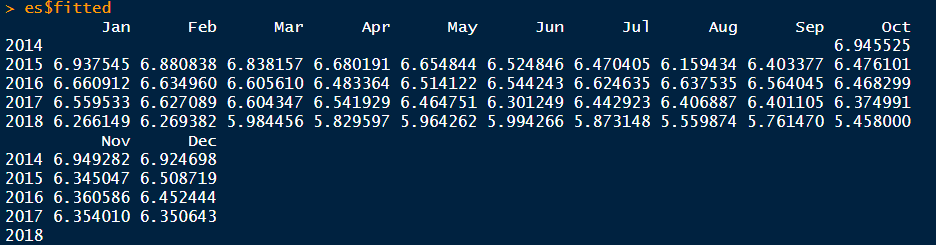 > es$fitted
Jan Feb Mar Apr May Jun Jul Aug Sep Oct
2014 6.945525
2015 6.937545 6.880838 6.838157 6.680191 6.654844 6.524846 6.470405 6.159434 6.403377 6.476101
2016 6.660912 6.634960 6.605610 6.483364 6.514122 6.544243 6.624635 6.637535 6.564045 6.468299
2017 6.559533 6.627089 6.604347 6.541929 6.464751 6.301249 6.442923 6.406887 6.401105 6.374991
2018 6.266149 6.269382 5.984456 5.829597 5.964262 5.994266 5.873148 5.559874 5.761470 5.458000
Nov Dec
2014 6.949282 6.924698
2015 6.345047 6.508719
2016 6.360586 6.452444
2017 6.354010 6.350643
2018